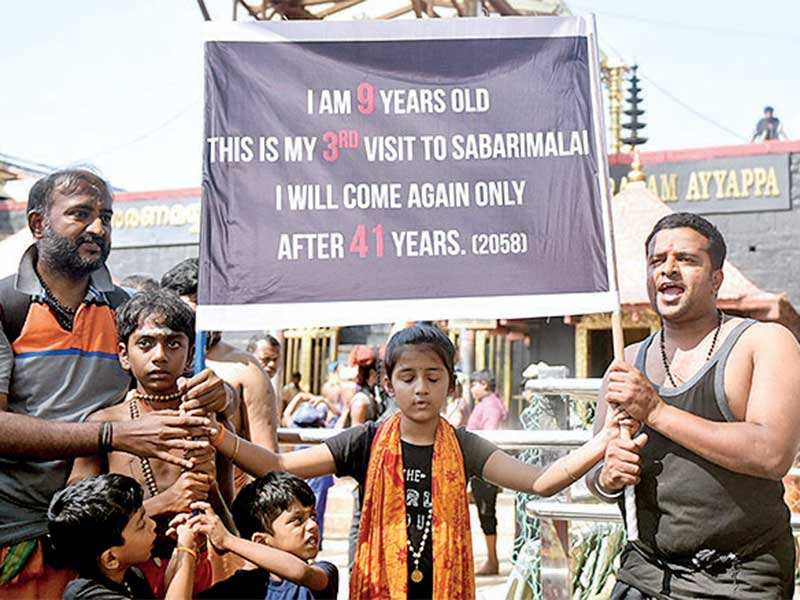 I AM 9 YEARS OLD
THIS IS MY 3RD VISIT TO SABARIMALAI
I WILL COME AGAIN ONLY
AFTER 41 YEARS. (2058)
AYYAPPA
THE